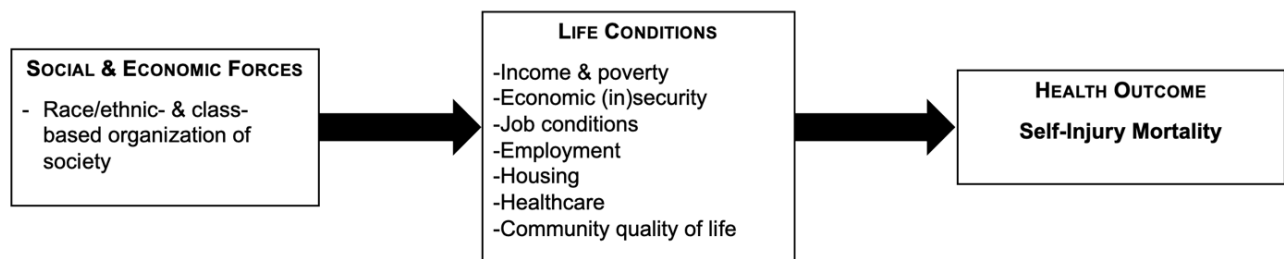 SOCIAL & ECONOMIC FORCES
- Race/ethnic- & class-
based organization of
society
LIFE CONDITIONS
-Income & poverty
-Economic (in)security
-Job conditions
-Employment
-Housing
-Healthcare
-Community quality of life
HEALTH OUTCOME
Self-Injury Mortality